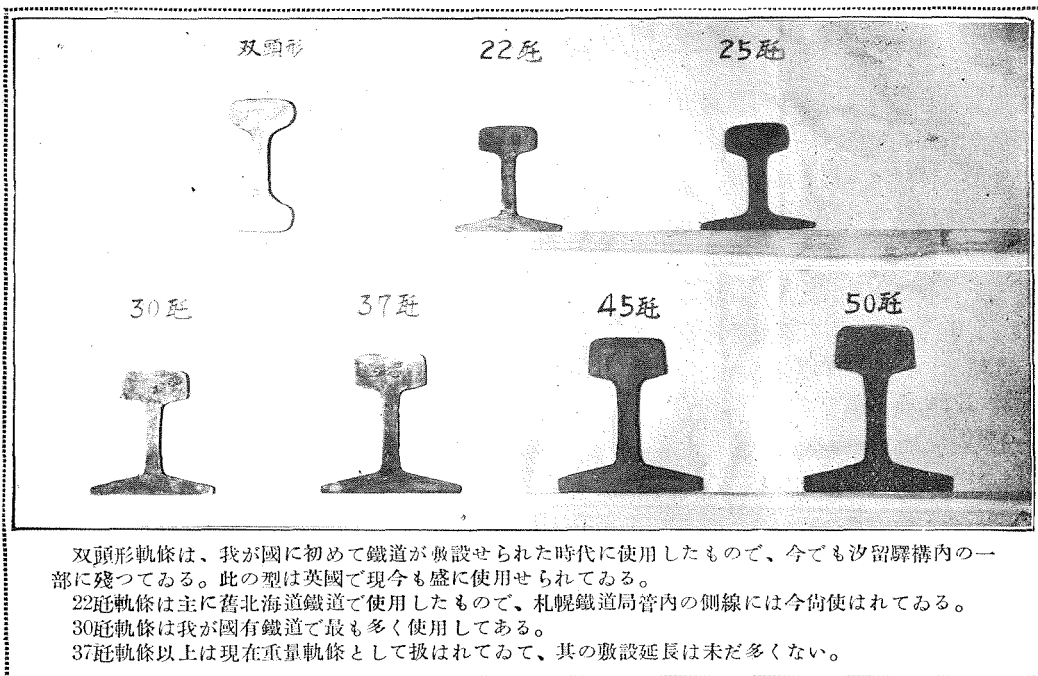 双頭形
22瓩
25瓩
30瓩
37瓩
45瓩
50瓩
双頭形軌條は、我が國に初めて鐵道が敷設せられた時代に使用したもので、今でも汐留驛構内の一
部に殘つてゐる。此の型は英國で現今も盛に使用せられてゐる。
22瓩軌條は主に舊北海道鐵道で使用したもので、札幌鐵道局管内の側線には今尙使はれてゐる。
30瓩軌條は我が國有鐵道で最も多く使用してある。
37瓩軌條以上は現在重量軌條として扱はれてゐて、其の敷設延長は未だ多くない。